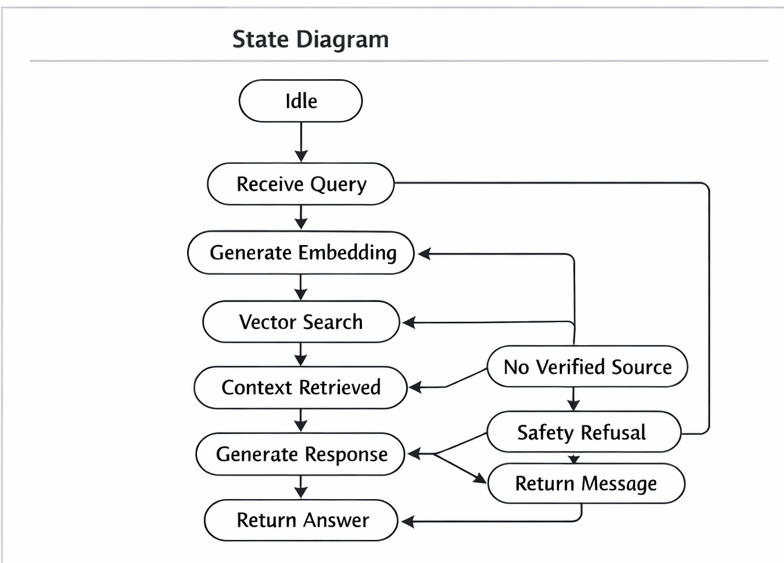 State Diagram
Idle
Receive Query
Generate Embedding
Vector Search
No Verified Source
Context Retrieved
Safety Refusal
Generate Response
Return Message
Return Answer